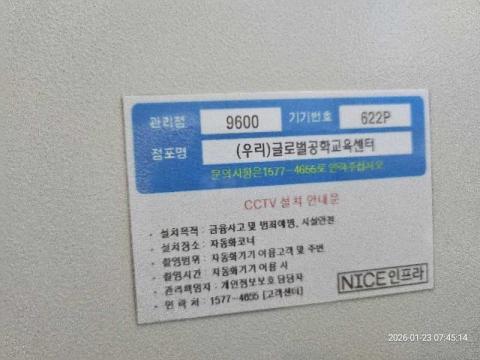 관리점 9600 기기번호 622P
점포명 (우리)글로벌공학교육센터
문의사항은1577-4655로 연락주십시오
CCTV 설치 안내문
· 설치목적 : 금융사고 및 범죄예방, 시설안전
· 설치장소 : 자동화코너
· 촬영범위 : 자동화기기 이용고객 및 주변
· 촬영시간 : 자동화기기 이용 시
· 관리책임자 : 개인정보보호 담당자
· 연 락 처 : 1577-4655 [고객센터]
NICE인프라
2026-01-23 07:45:14